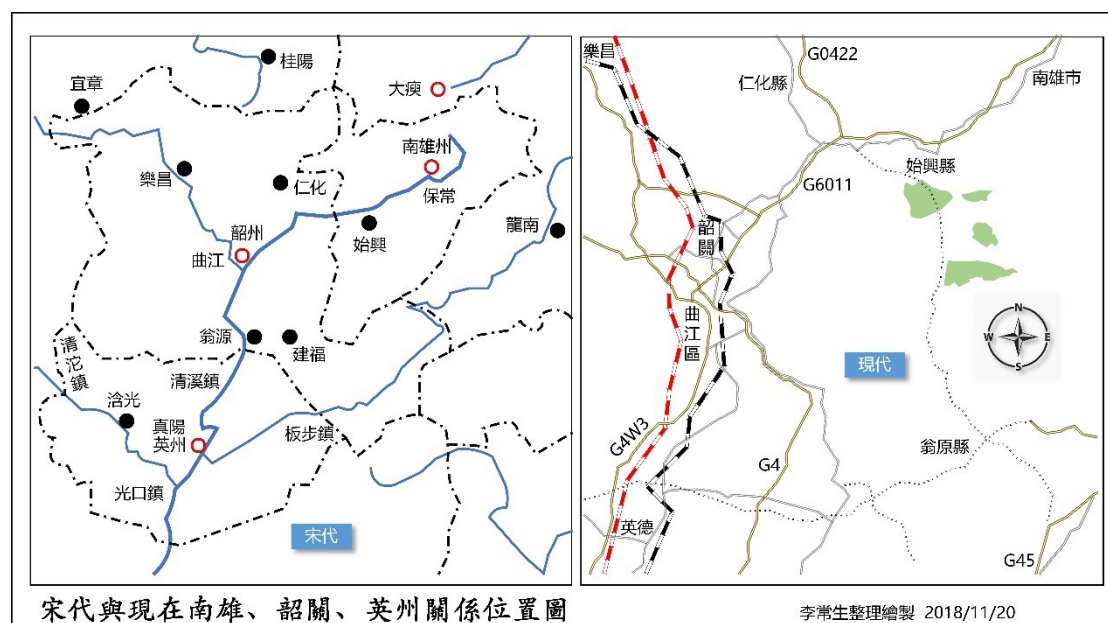 桂陽
宜章
大瘐
南雄州
樂昌
仁化
保常
始興
龍南
韶州
曲江
翁源
建福
清溪鎮
清沱鎮
浛光
真陽
英州
板步鎮
光口鎮
宋代
樂昌
G0422
仁化縣
南雄市
始興縣
G6011
韶關
曲江區
N
W
E
S
現代
G4W3
G4
翁原縣
英德
G45
宋代與現在南雄、韶關、英州關係位置圖
李常生整理繪製 2018/11/20